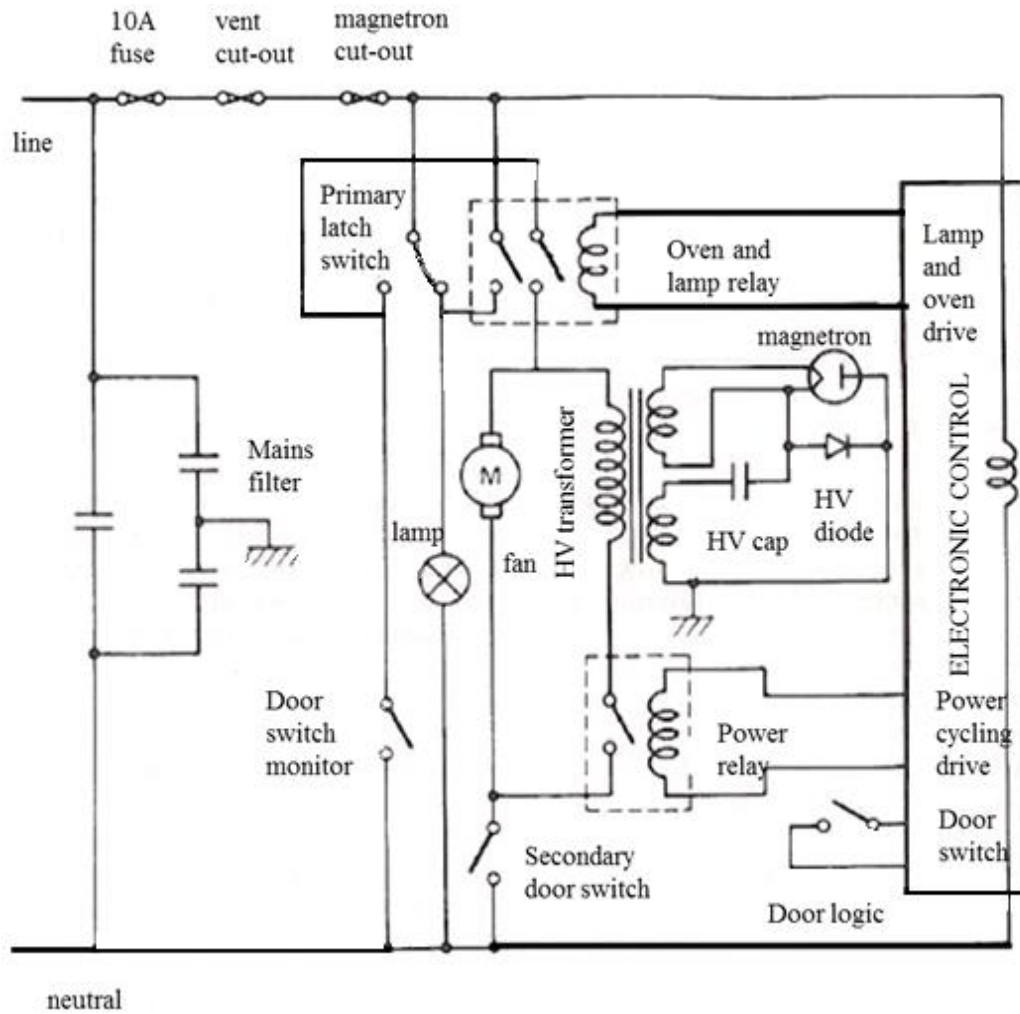 10A
fuse
vent
cut-out
magnetron
cut-out
line
Primary
latch
switch
Oven and
lamp relay
Lamp
and
oven
drive
magnetron
Mains
filter
lamp
M
fan
HV transformer
HV cap
HV
diode
ELECTRONIC CONTROL
Door
switch
monitor
Power
relay
Power
cycling
drive
Secondary
door switch
Door
switch
Door logic
neutral